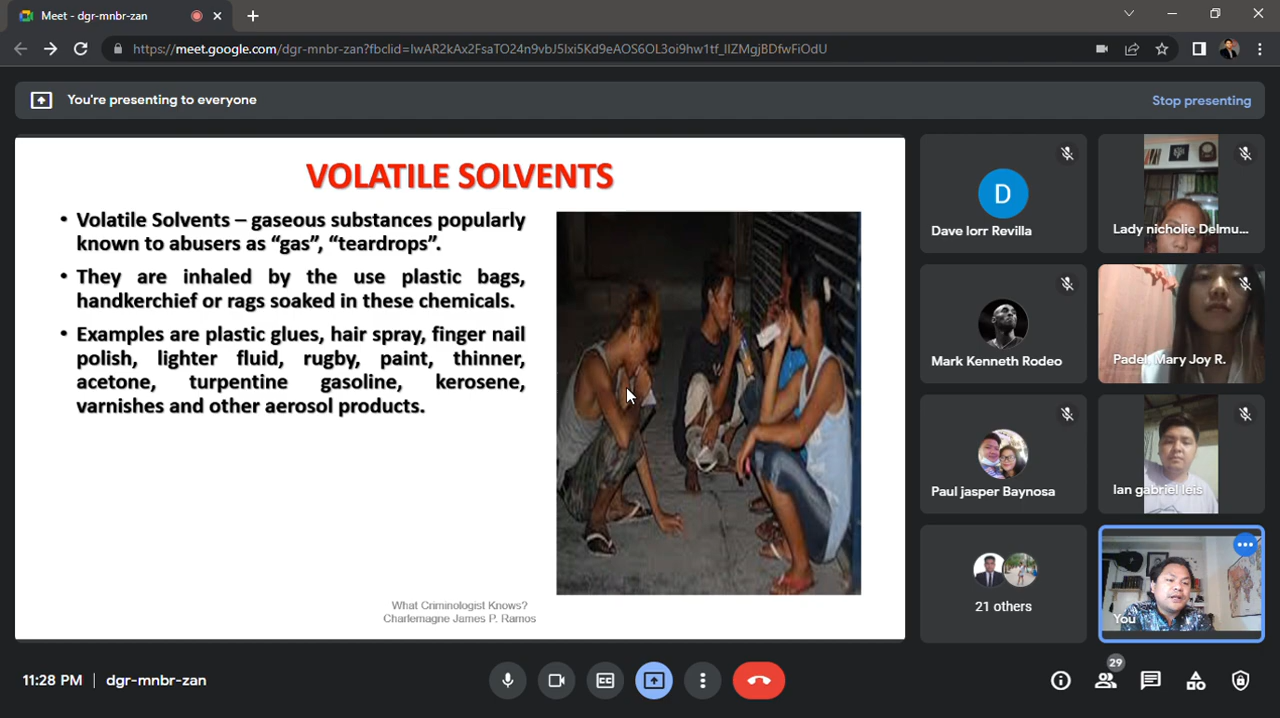 Meet - dgr-mnbr-zan
https://meet.google.com/dgr-mnbr-zan?fbclid=IwAR2kAx2FsaTO24n9vbJ5lxi5Kd9eAOS6OL3oi9hw1tf_lIZMgjBDfwFiOdU
You're presenting to everyone
Stop presenting
VOLATILE SOLVENTS
• Volatile Solvents – gaseous substances popularly
known to abusers as “gas”, “teardrops”.
• They are inhaled by the use plastic bags,
handkerchief or rags soaked in these chemicals.
• Examples are plastic glues, hair spray, finger nail
polish, lighter fluid, rugby, paint, thinner,
acetone, turpentine gasoline, kerosene,
varnishes and other aerosol products.
What Criminologist Knows?
Charlemagne James P. Ramos
D
Dave lorr Revilla
Lady nicholie Delmu...
Mark Kenneth Rodeo
Padel, Mary Joy R.
Paul jasper Baynosa
Ian gabriel leis
21 others
You
11:28 PM | dgr-mnbr-zan
CC
29